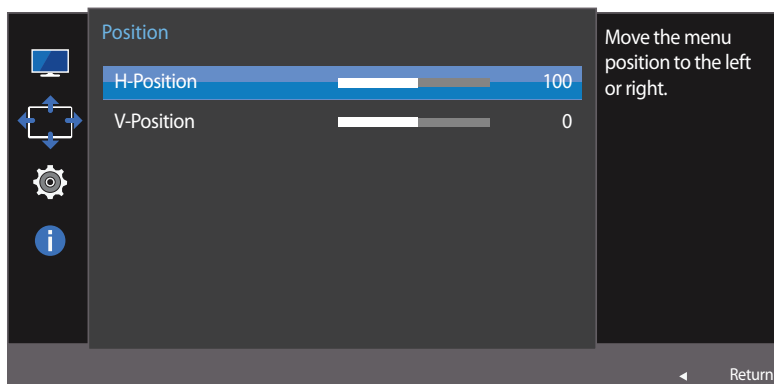 Position
H-Position 100
V-Position 0
Move the menu
position to the left
or right.
i
Return